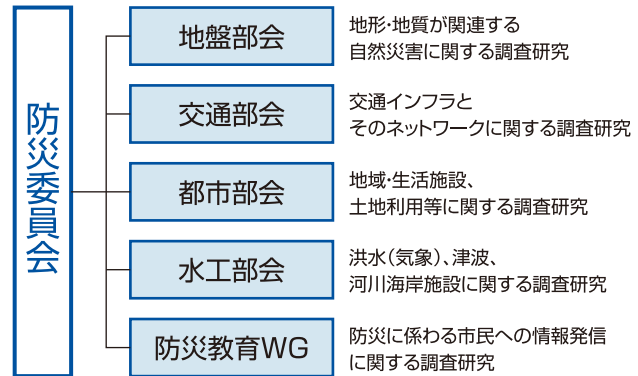 防災委員会
地盤部会
地形・地質が関連する
自然災害に関する調査研究
交通部会
交通インフラと
そのネットワークに関する調査研究
都市部会
地域・生活施設、
土地利用等に関する調査研究
水工部会
洪水（気象）、津波、
河川海岸施設に関する調査研究
防災教育WG
防災に係わる市民への情報発信
に関する調査研究